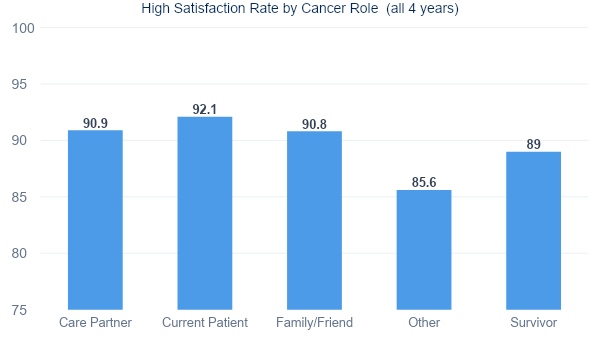 High Satisfaction Rate by Cancer Role (all 4 years)
100
95
90
85
80
75
90.9
92.1
90.8
85.6
89
Care Partner
Current Patient
Family/Friend
Other
Survivor